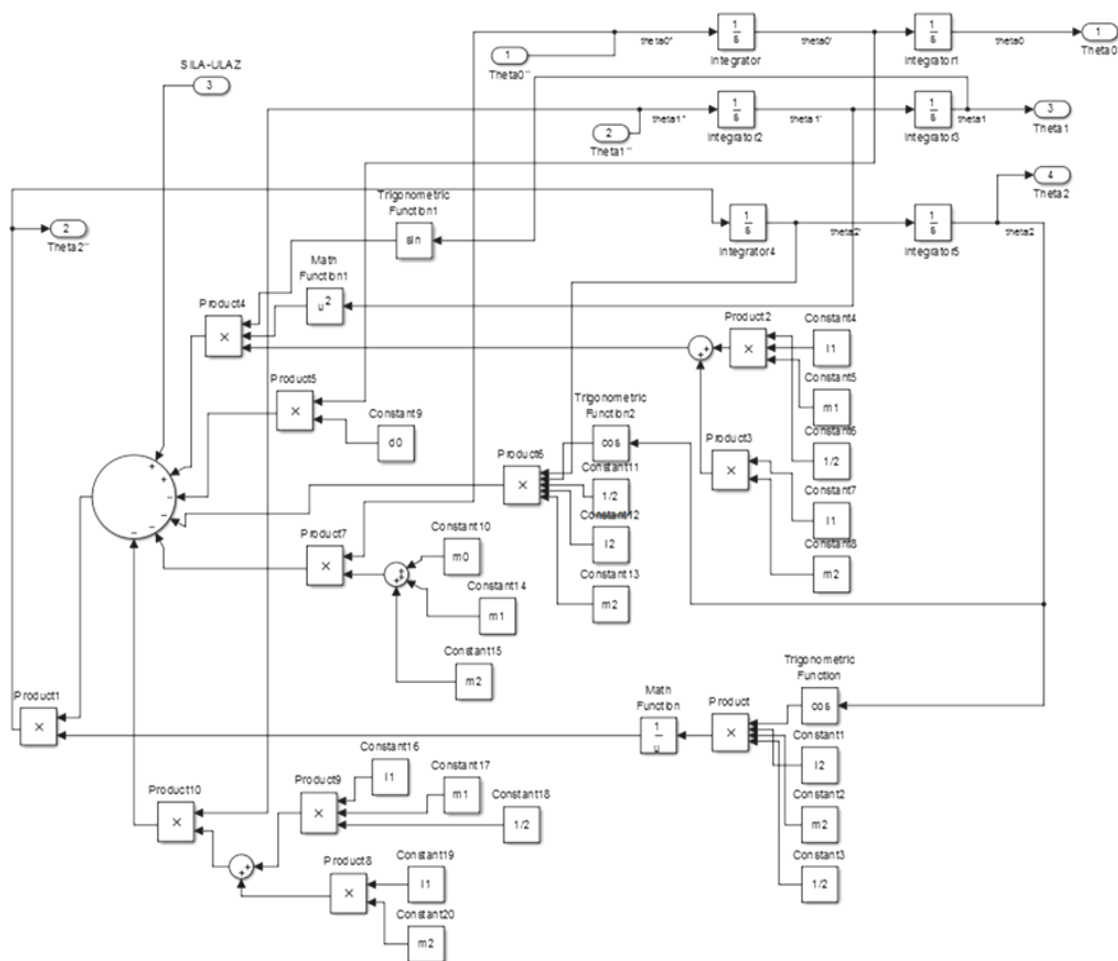 theta0''
1
s
Integrator
theta0'
1
s
Integrator1
theta0
1
Theta0
1
Theta0''
SILA-ULAZ
3
theta1''
1
s
Integrator2
theta1'
1
s
Integrator3
theta1
3
Theta1
2
Theta1''
4
Theta2
2
Theta2''
Trigonometric
Function1
sin
1
s
Integrator4
theta2'
1
s
Integrator5
theta2
Math
Function1
u²
Product4
×
Product2
×
Constant4
l1
Constant5
m1
Constant6
1/2
Constant7
l1
Constant8
m2
Product3
×
+
+
Product5
×
Constant9
d0
Trigonometric
Function2
cos
Product6
×
Constant11
1/2
Constant12
l2
Constant13
m2
+
+
−
−
−
−
Product7
×
Constant10
m0
Constant14
m1
Constant15
m2
+
+
+
Product1
×
Math
Function
1
u
Product
×
Trigonometric
Function
cos
Constant1
l2
Constant2
m2
Constant3
1/2
Product10
×
Product9
×
Constant16
l1
Constant17
m1
Constant18
1/2
+
+
Product8
×
Constant19
l1
Constant20
m2